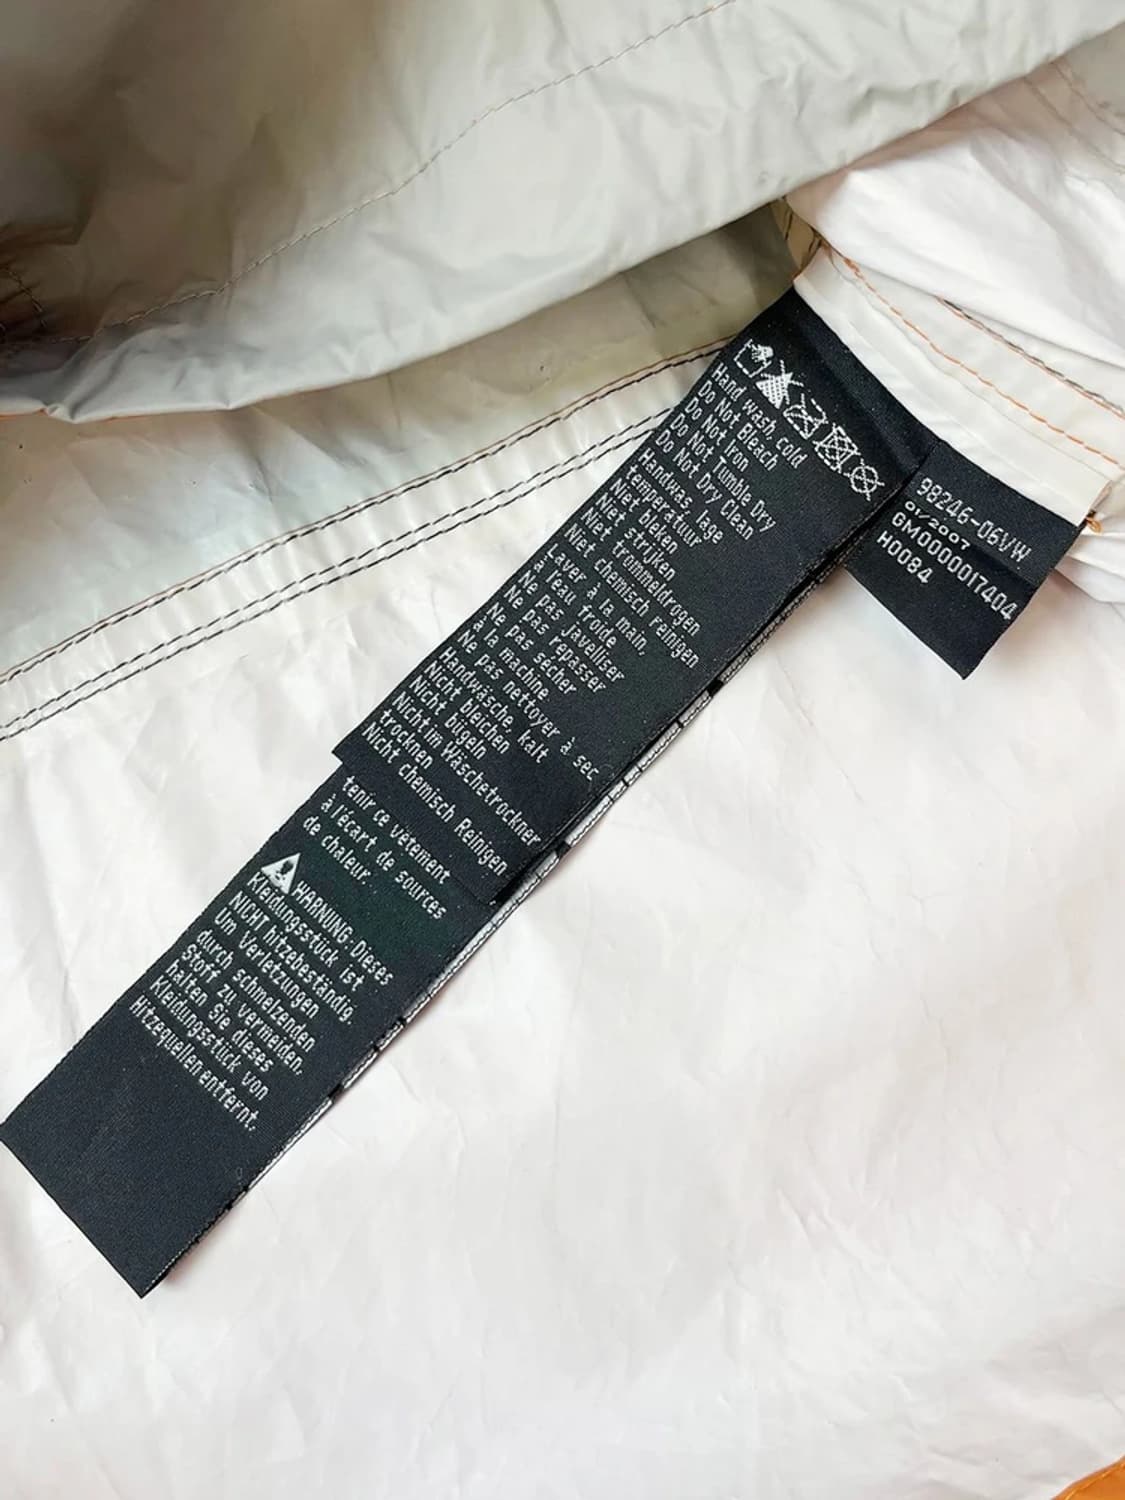 Hand wash, cold
Do Not Bleach
Do Not Iron
Do Not Tumble Dry
Do Not Dry Clean
Handwas, lage
temperatuur
Niet bleken
Niet strijken
Niet trommeldrogen
Niet chemisch reinigen
Laver à la main,
à l'eau froide
Ne pas javelliser
Ne pas repasser
Ne pas sécher
à la machine
Ne pas nettoyer à sec
Handwäsche, kalt
Nicht bleichen
Nicht bügeln
Nicht im Wäschetrockner
trocknen
Nicht chemisch Reinigen
tenir ce vêtement
à l'écart de sources
de chaleur.
WARNUNG: Dieses
Kleidingsstück ist
NICHT hitzebeständig.
Um Verletzungen
durch schmelzenden
Stoff zu vermeiden,
halten Sie dieses
Kleidungsstück von
Hitzequellen entfernt.
98246-06VW
01/2007
GM0000017404
H0084